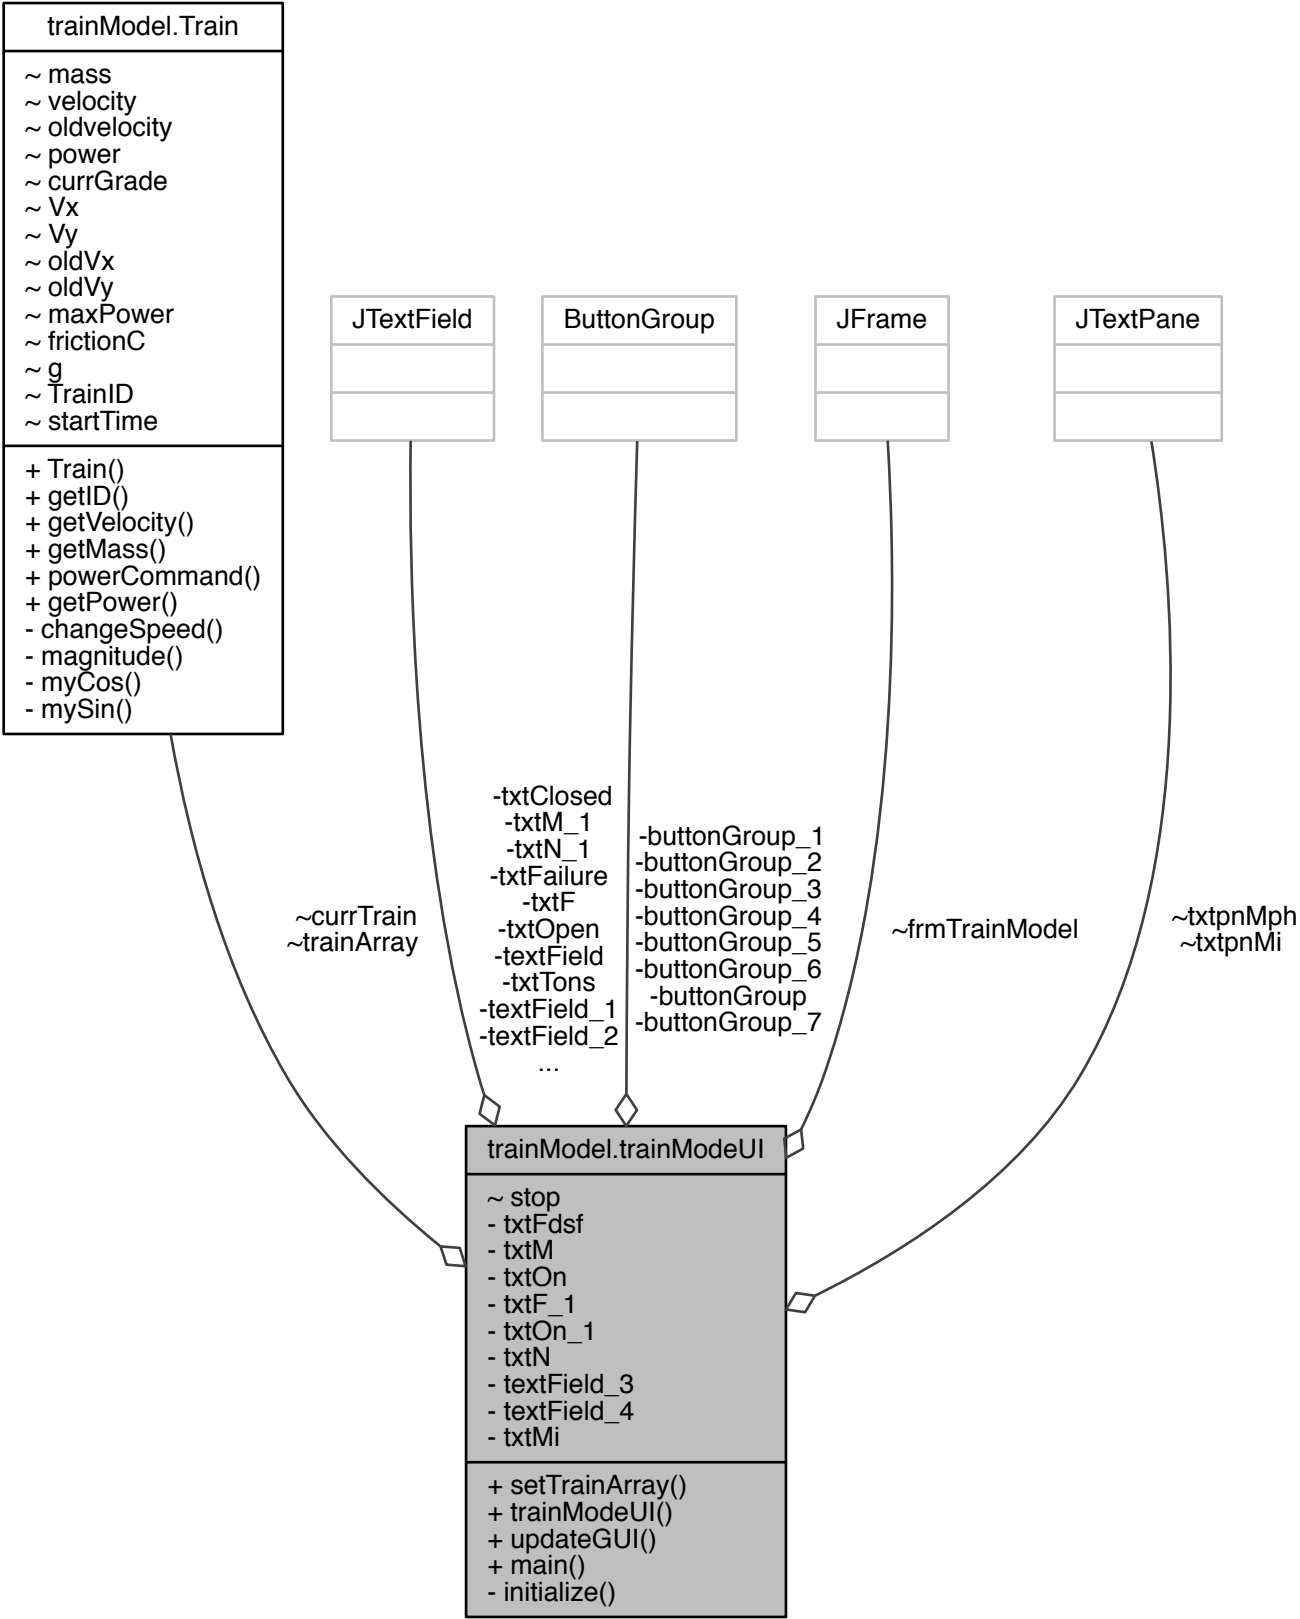 trainModel.Train
~ mass
~ velocity
~ oldvelocity
~ power
~ currGrade
~ Vx
~ Vy
~ oldVx
~ oldVy
~ maxPower
~ frictionC
~ g
~ TrainID
~ startTime
+ Train()
+ getID()
+ getVelocity()
+ getMass()
+ powerCommand()
+ getPower()
- changeSpeed()
- magnitude()
- myCos()
- mySin()
JTextField
ButtonGroup
JFrame
JTextPane
~currTrain
~trainArray
-txtClosed
-txtM_1
-txtN_1
-txtFailure
-txtF
-txtOpen
-textField
-txtTons
-textField_1
-textField_2
...
-buttonGroup_1
-buttonGroup_2
-buttonGroup_3
-buttonGroup_4
-buttonGroup_5
-buttonGroup_6
-buttonGroup
-buttonGroup_7
~frmTrainModel
~txtpnMph
~txtpnMi
trainModel.trainModeUI
~ stop
- txtFdsf
- txtM
- txtOn
- txtF_1
- txtOn_1
- txtN
- textField_3
- textField_4
- txtMi
+ setTrainArray()
+ trainModeUI()
+ updateGUI()
+ main()
- initialize()